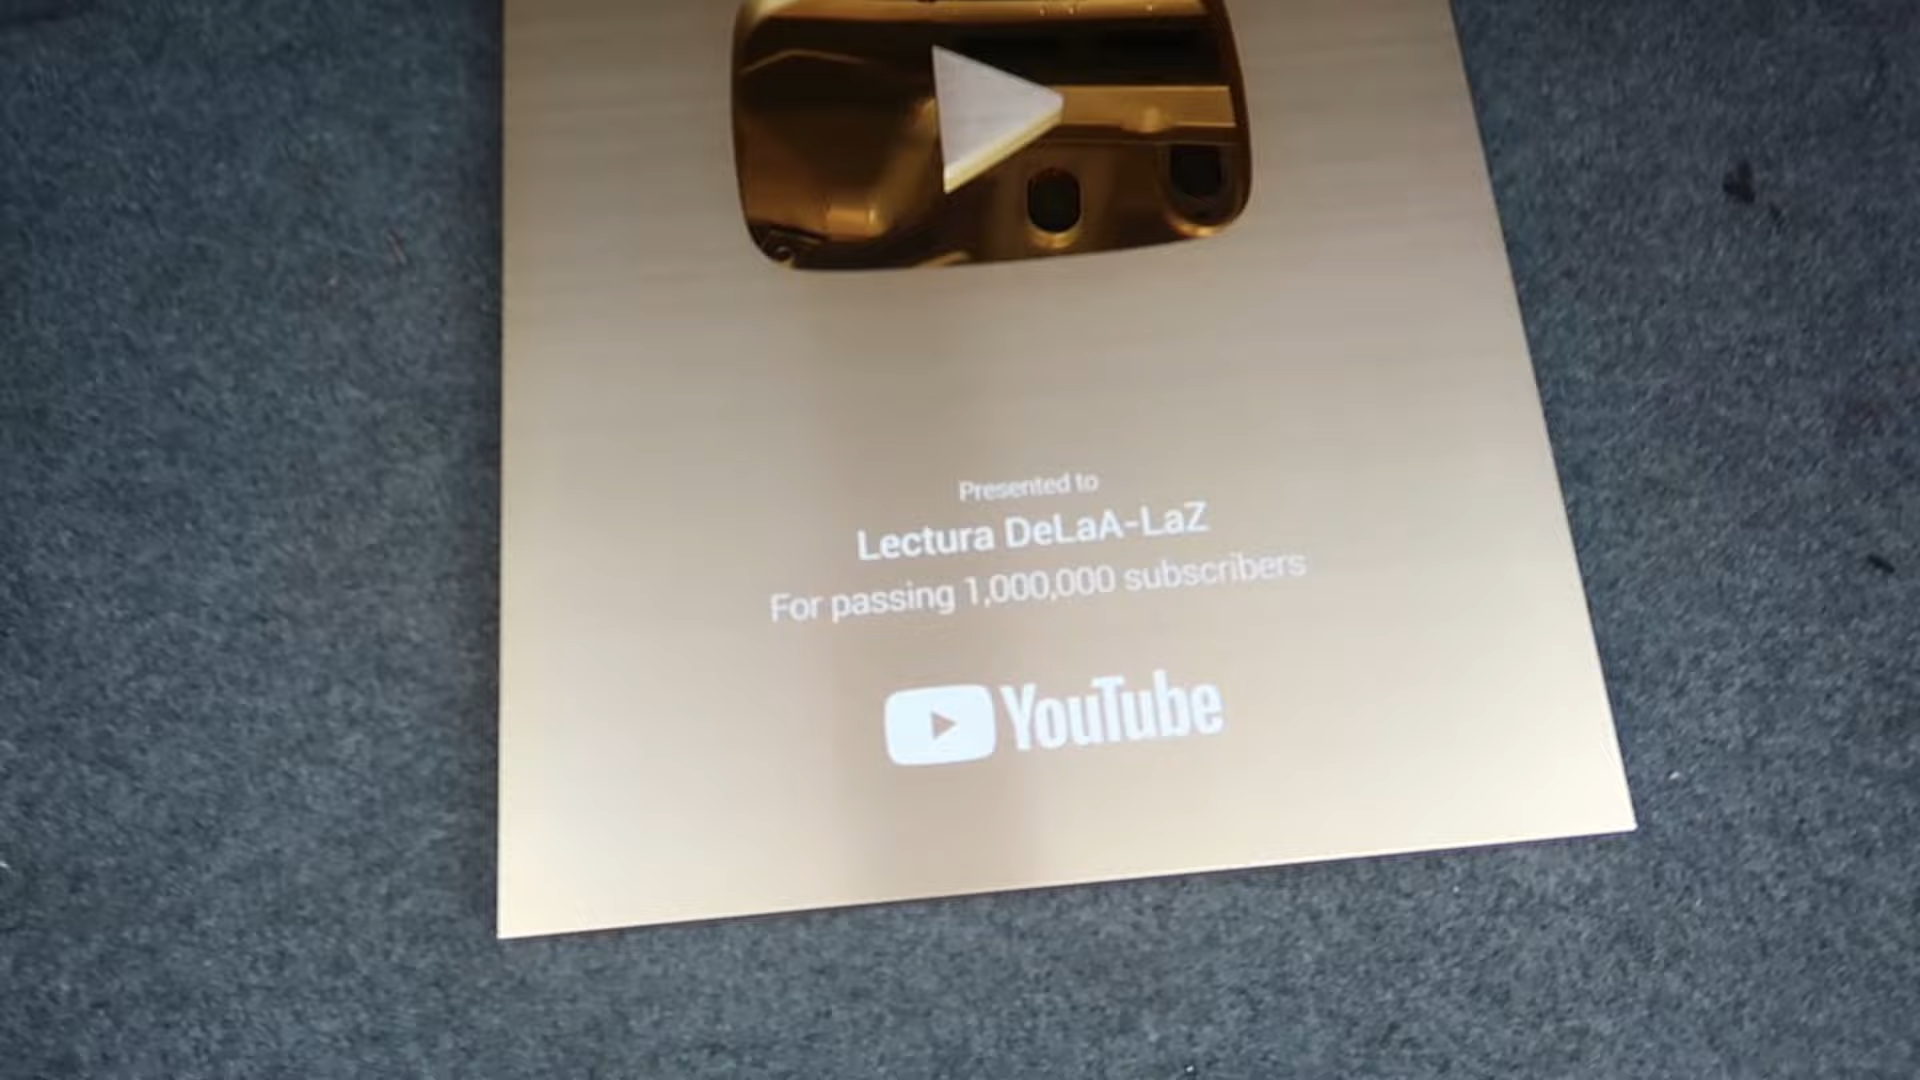 Presented to
Lectura DeLaA-LaZ
For passing 1,000,000 subscribers
YouTube